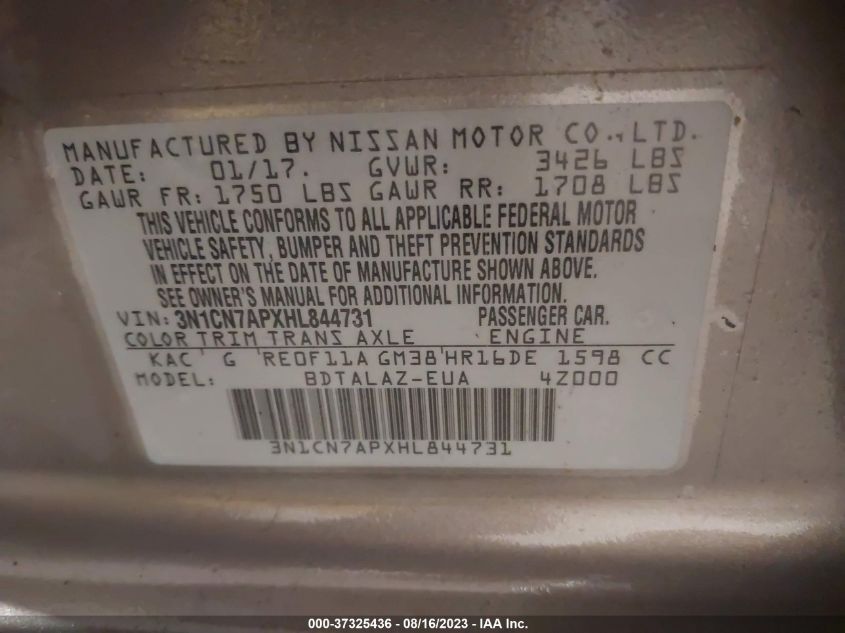 MANUFACTURED BY NISSAN MOTOR CO., LTD.
DATE: 01/17. GVWR: 3426 LBS
GAWR FR: 1750 LBS GAWR RR: 1708 LBS
THIS VEHICLE CONFORMS TO ALL APPLICABLE FEDERAL MOTOR
VEHICLE SAFETY, BUMPER AND THEFT PREVENTION STANDARDS
IN EFFECT ON THE DATE OF MANUFACTURE SHOWN ABOVE.
SEE OWNER'S MANUAL FOR ADDITIONAL INFORMATION.
VIN: 3N1CN7APXHL844731 PASSENGER CAR.
COLOR TRIM TRANS AXLE ENGINE
KAC G RE0F11A GM38 HR16DE 1598 CC
MODEL: BDTALAZ-EUA 4Z000
3N1CN7APXHL844731
000-37325436 - 08/16/2023 - IAA Inc.